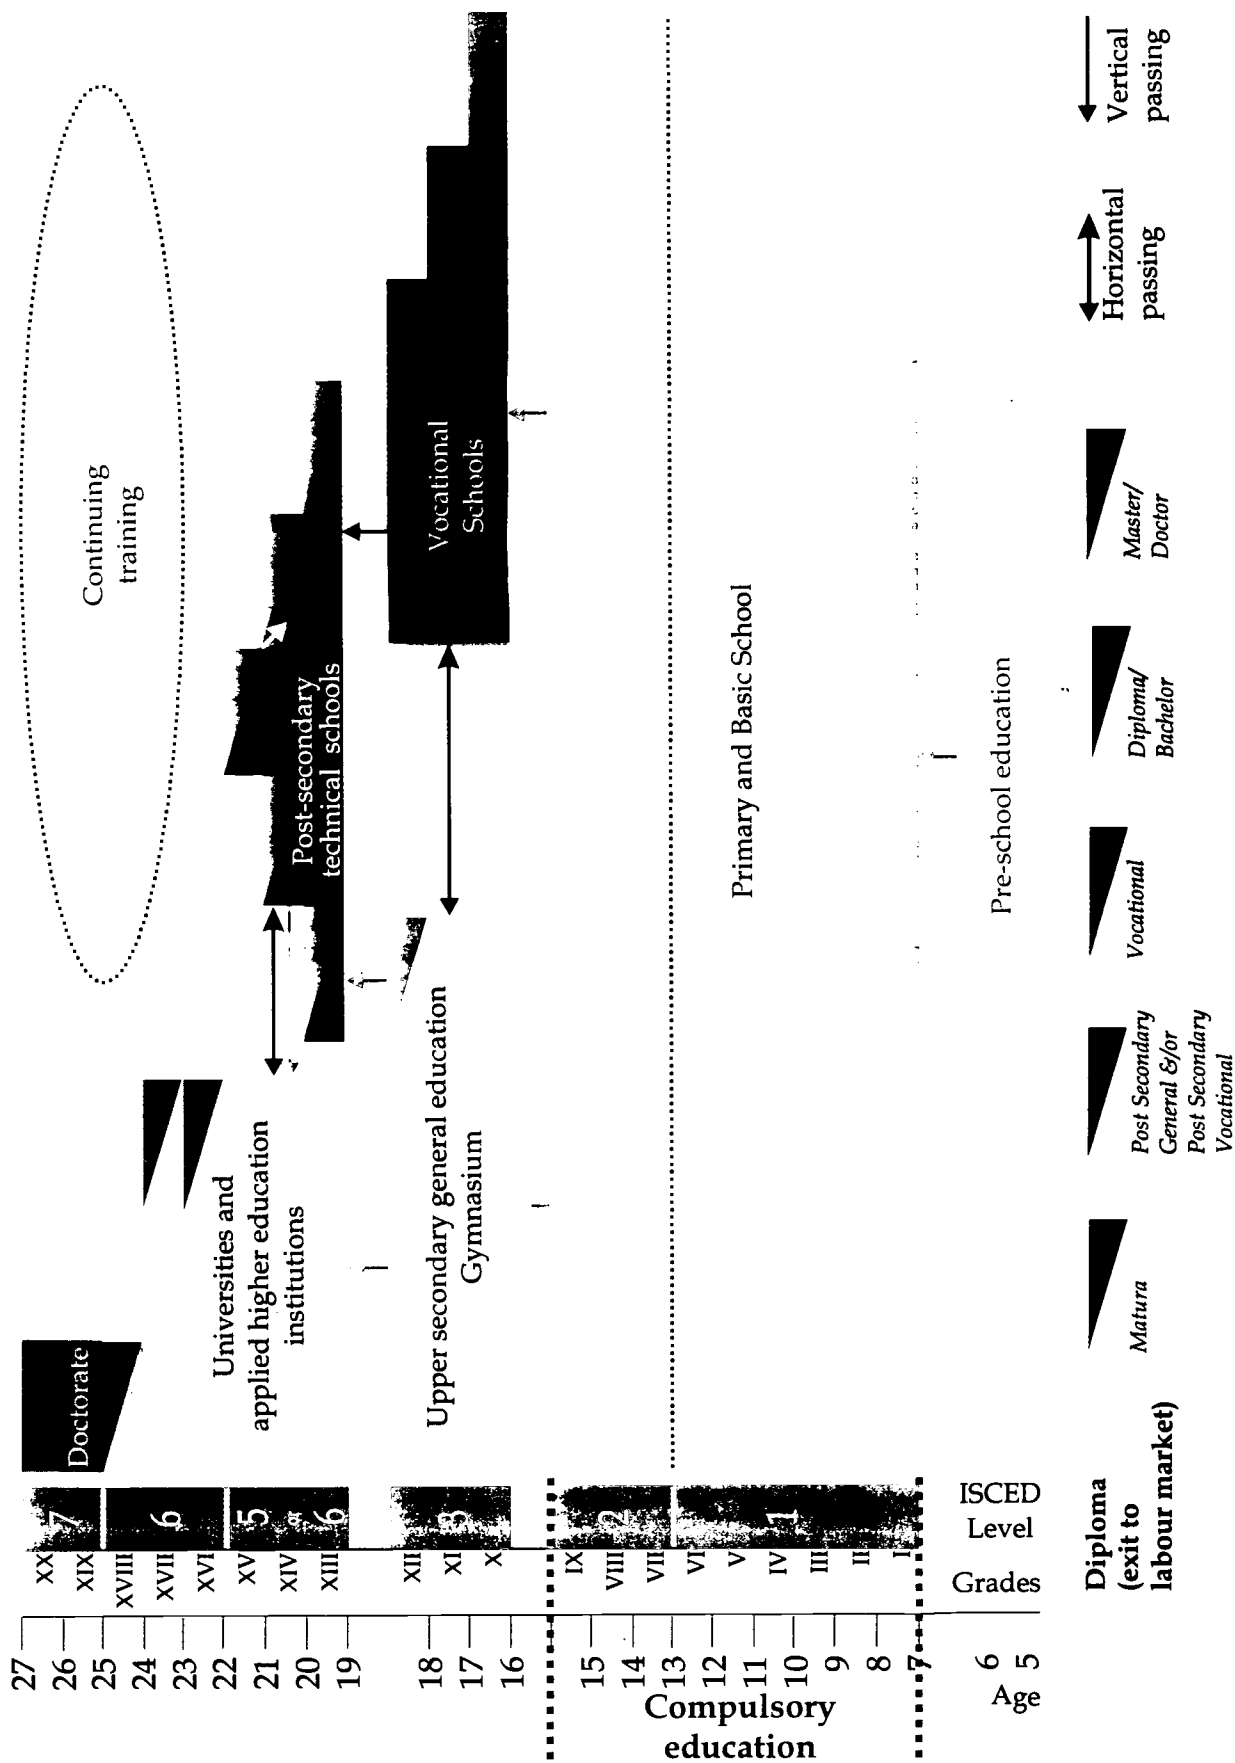 Continuing
training
Doctorate
Universities and
applied higher education
institutions
Post-secondary
technical schools
Upper secondary general education
Gymnasium
Vocational
Schools
Primary and Basic School
Pre-school education
27
26
25
24
23
22
21
20
19
18
17
16
15
14
13
12
11
10
9
8
7
6
5
Age
Compulsory
education
XX
XIX
XVIII
XVII
XVI
XV
XIV
XIII
XII
XI
X
IX
VIII
VII
VI
V
IV
III
II
I
Grades
7
6
5
&
6
3
2
1
ISCED
Level
Diploma
(exit to
labour market)
Matura
Post Secondary
General &/or
Post Secondary
Vocational
Vocational
Diploma/
Bachelor
Master/
Doctor
Horizontal
passing
Vertical
passing